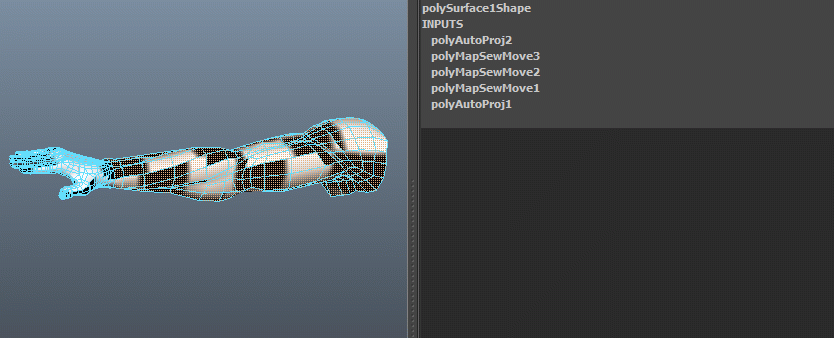 polySurface1Shape
INPUTS
polyAutoProj2
polyMapSewMove3
polyMapSewMove2
polyMapSewMove1
polyAutoProj1